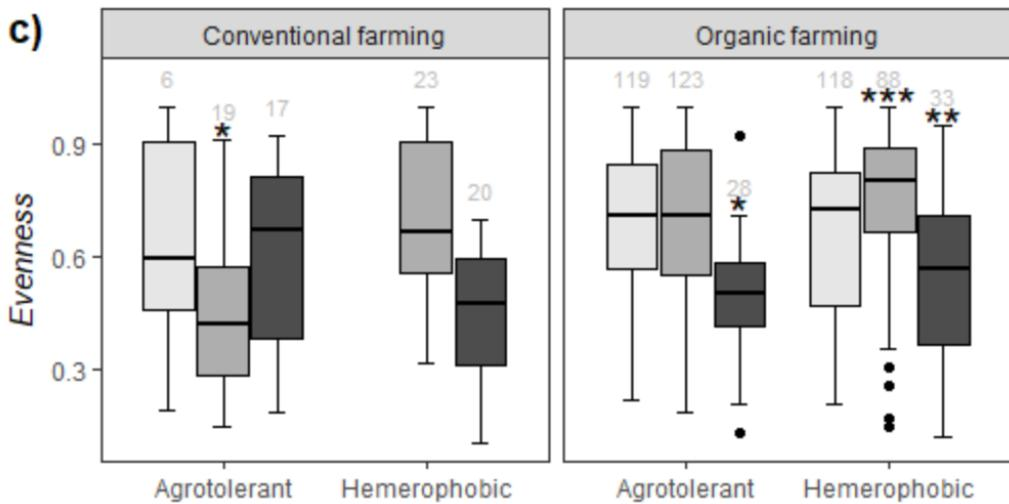 c)
Conventional farming
Organic farming
6
19
*
17
23
20
119
123
28
*
118
88
***
33
**
0.9
0.6
0.3
Evenness
Agrotolerant
Hemerophobic
Agrotolerant
Hemerophobic